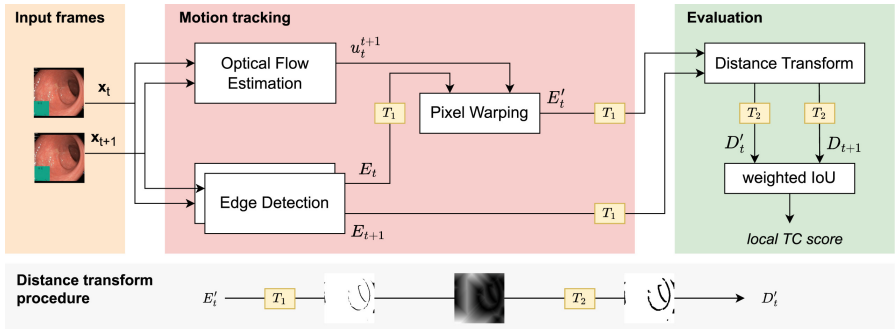 Input frames
Motion tracking
Evaluation
x_t
x_{t+1}
Optical Flow
Estimation
u_t^{t+1}
T_1
Pixel Warping
E'_t
T_1
Edge Detection
E_t
E_{t+1}
T_1
Distance Transform
T_2
T_2
D'_t
D_{t+1}
weighted IoU
local TC score
Distance transform
procedure
E'_t
T_1
T_2
D'_t